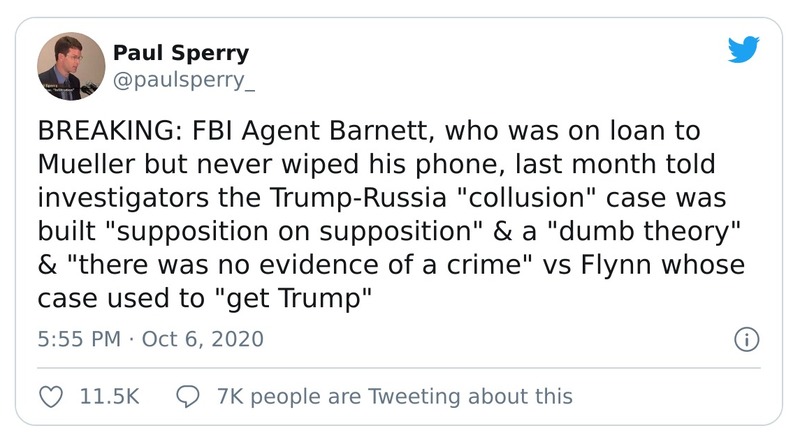 Paul Sperry
@paulsperry_
BREAKING: FBI Agent Barnett, who was on loan to
Mueller but never wiped his phone, last month told
investigators the Trump-Russia "collusion" case was
built "supposition on supposition" & a "dumb theory"
& "there was no evidence of a crime" vs Flynn whose
case used to "get Trump"
5:55 PM · Oct 6, 2020
11.5K
7K people are Tweeting about this